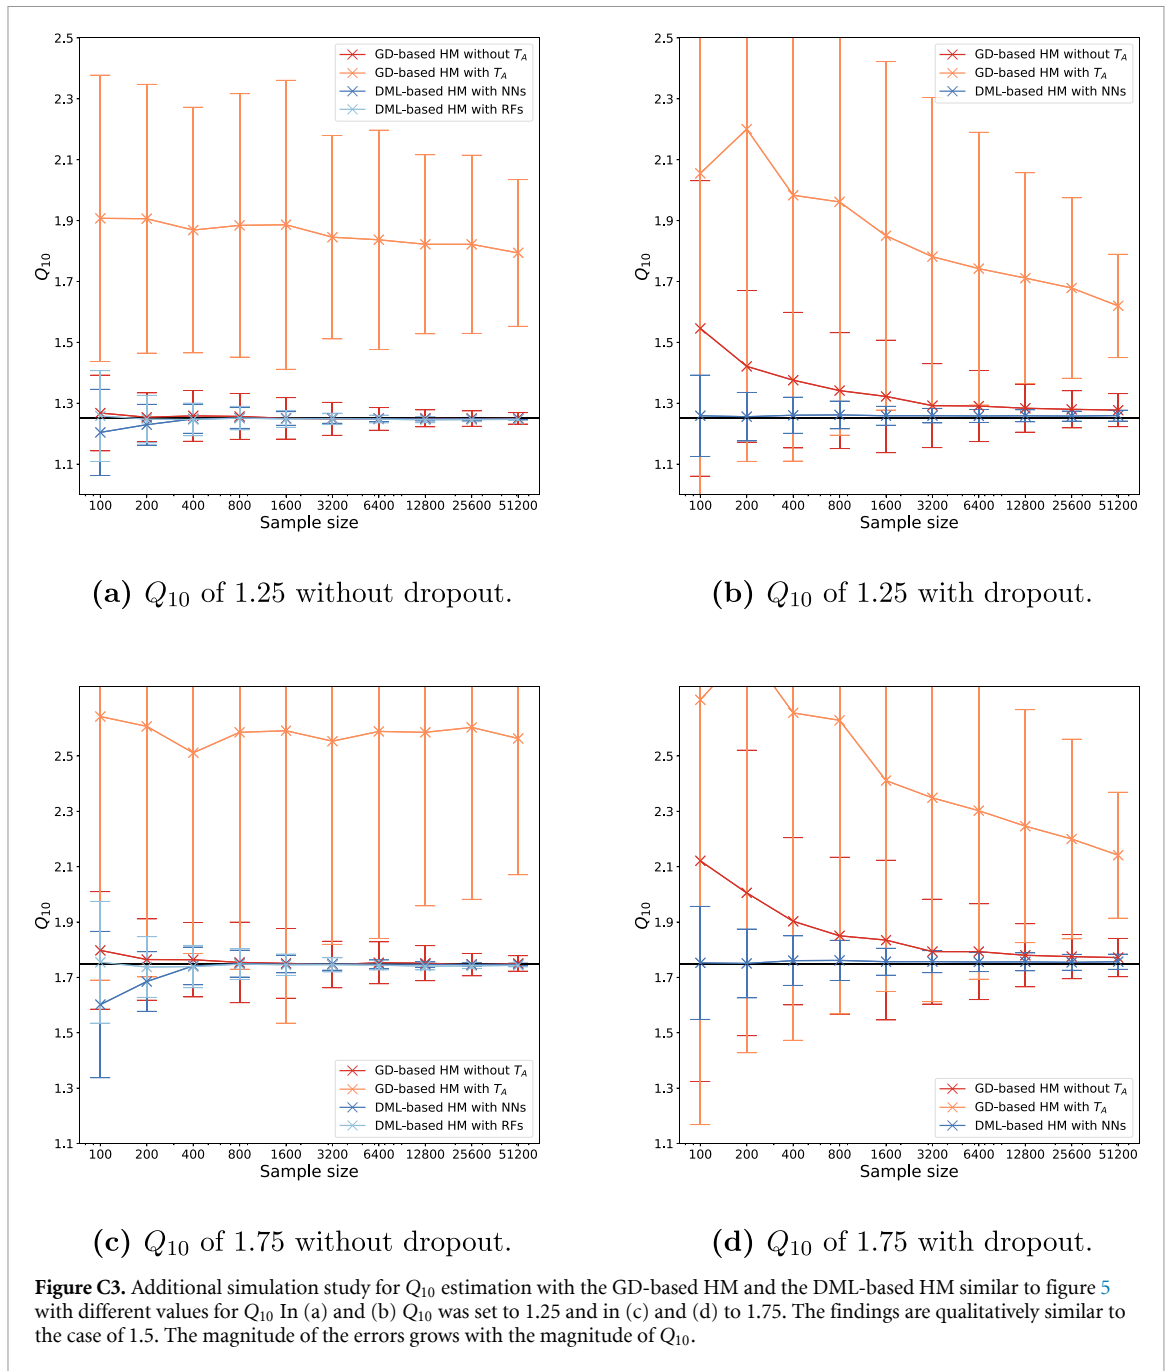 2.5
2.3
2.1
1.9
1.7
1.5
1.3
1.1
Q10
100 200 400 800 1600 3200 6400 12800 25600 51200
Sample size
GD-based HM without TA
GD-based HM with TA
DML-based HM with NNs
DML-based HM with RFs
(a) Q10 of 1.25 without dropout.
2.5
2.3
2.1
1.9
1.7
1.5
1.3
1.1
Q10
100 200 400 800 1600 3200 6400 12800 25600 51200
Sample size
GD-based HM without TA
GD-based HM with TA
DML-based HM with NNs
(b) Q10 of 1.25 with dropout.
2.5
2.3
2.1
1.9
1.7
1.5
1.3
1.1
Q10
100 200 400 800 1600 3200 6400 12800 25600 51200
Sample size
GD-based HM without TA
GD-based HM with TA
DML-based HM with NNs
DML-based HM with RFs
(c) Q10 of 1.75 without dropout.
2.5
2.3
2.1
1.9
1.7
1.5
1.3
1.1
Q10
100 200 400 800 1600 3200 6400 12800 25600 51200
Sample size
GD-based HM without TA
GD-based HM with TA
DML-based HM with NNs
(d) Q10 of 1.75 with dropout.
Figure C3. Additional simulation study for Q10 estimation with the GD-based HM and the DML-based HM similar to figure 5
with different values for Q10 In (a) and (b) Q10 was set to 1.25 and in (c) and (d) to 1.75. The findings are qualitatively similar to
the case of 1.5. The magnitude of the errors grows with the magnitude of Q10.